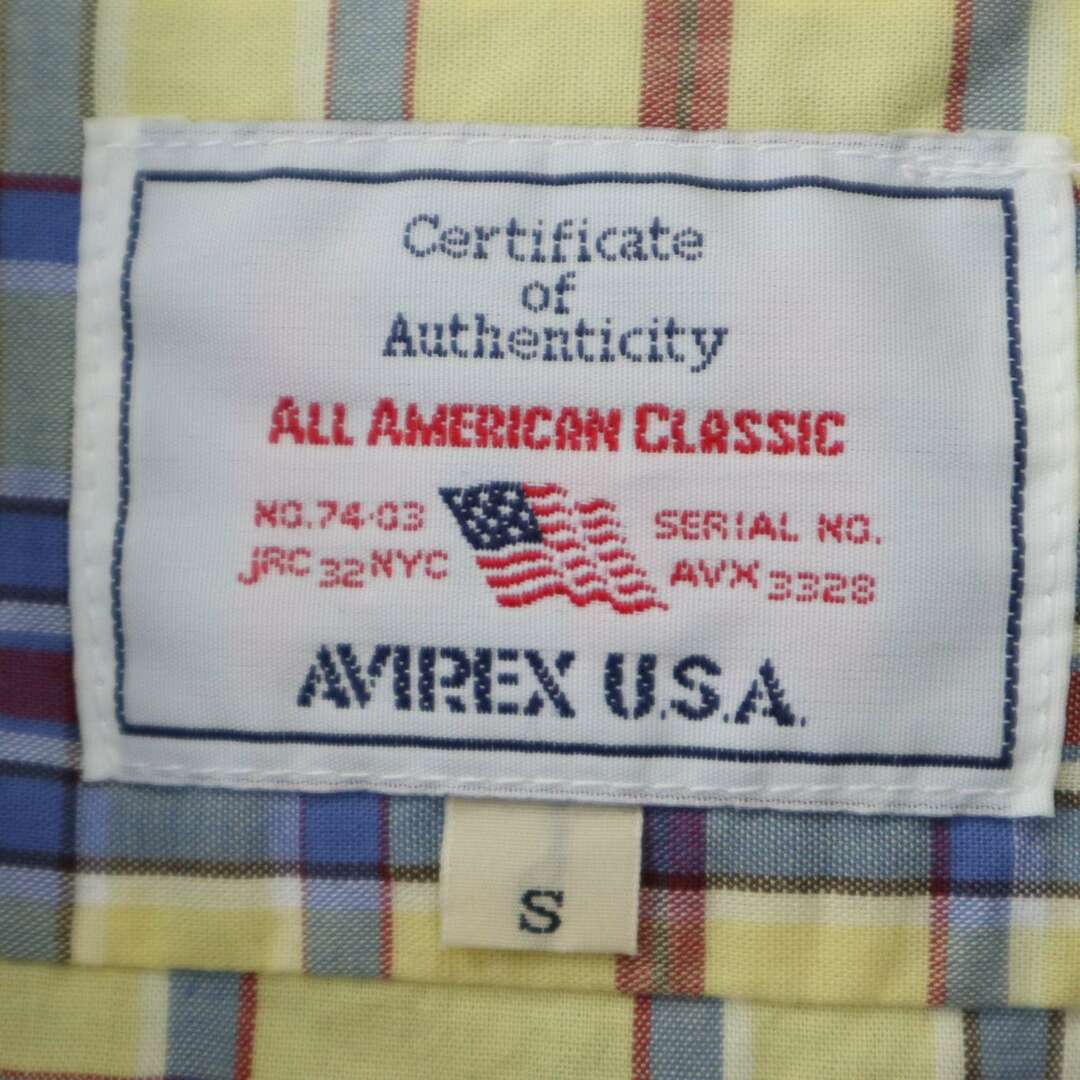 Certificate
of
Authenticity
ALL AMERICAN CLASSIC
NO.74-03 SERIAL NO.
JRC 32 NYC AVX 3328
AVIREX U.S.A.
S